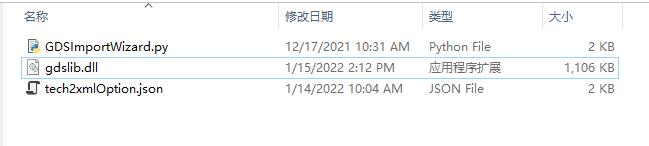 名称 修改日期 类型 大小
GDSImportWizard.py 12/17/2021 10:31 AM Python File 2 KB
gdslib.dll 1/15/2022 2:12 PM 应用程序扩展 1,106 KB
tech2xmlOption.json 1/14/2022 10:04 AM JSON File 2 KB